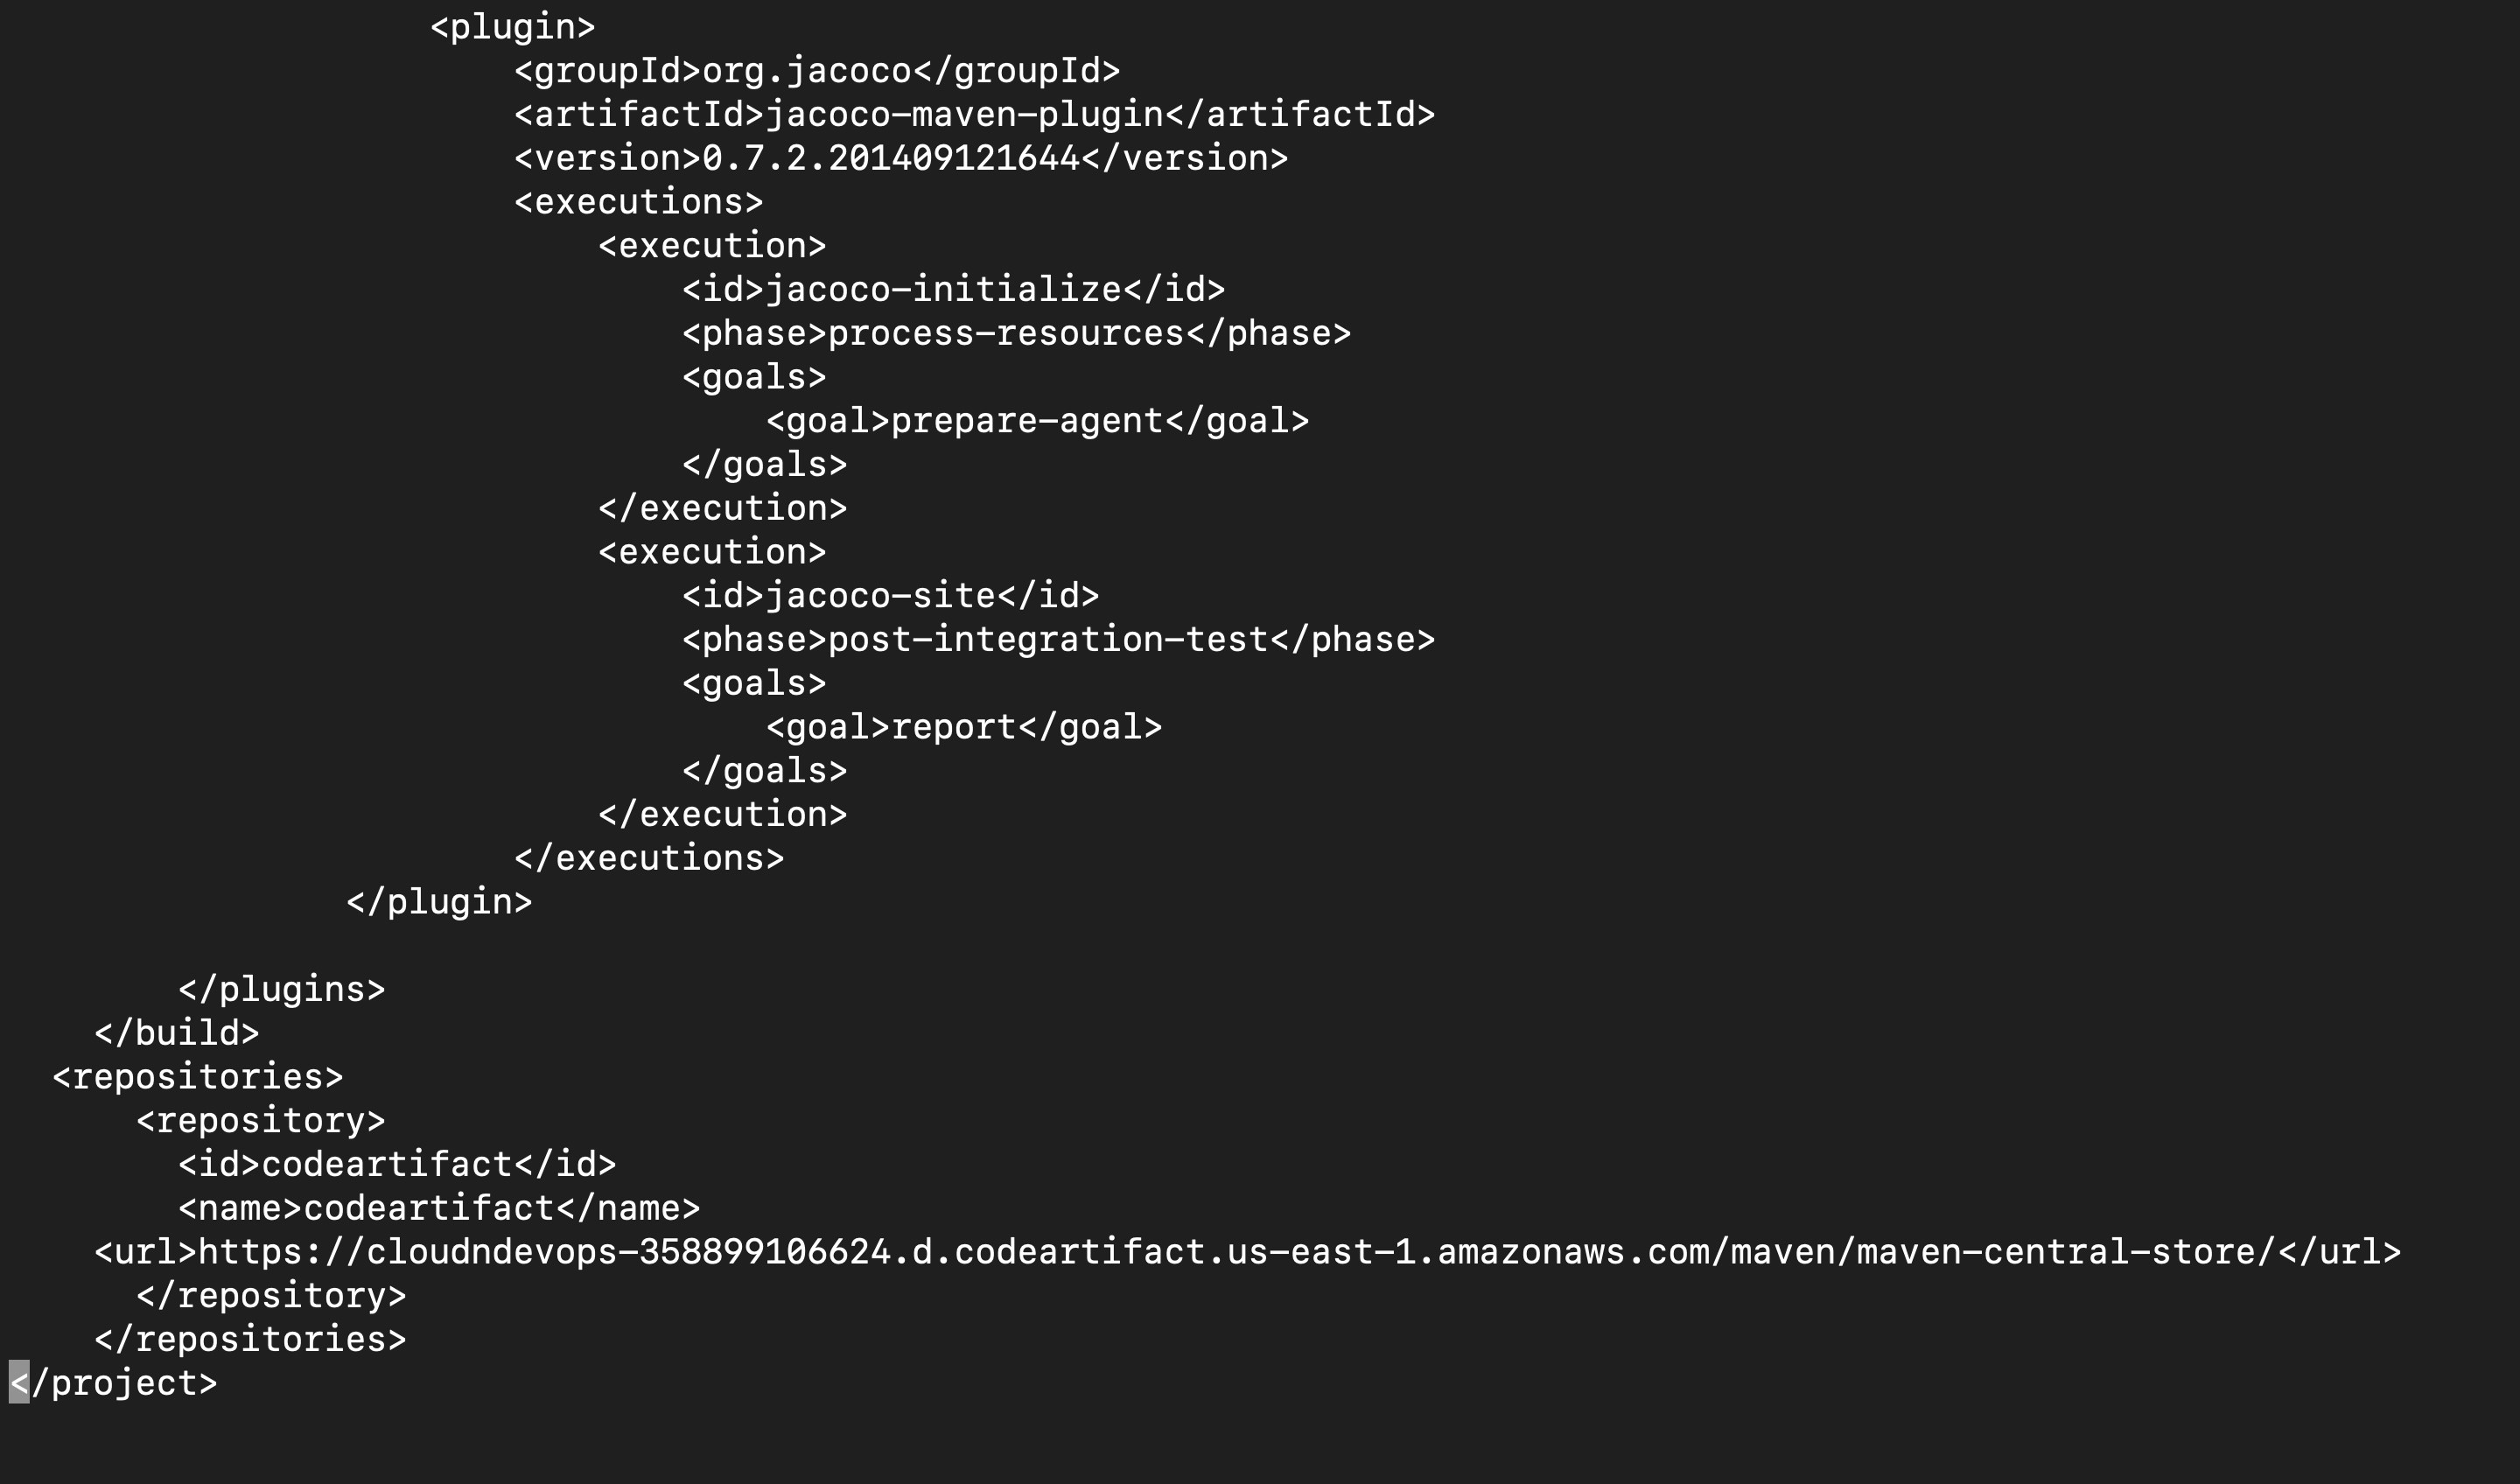 <plugin>
<groupId>org.jacoco</groupId>
<artifactId>jacoco-maven-plugin</artifactId>
<version>0.7.2.201409121644</version>
<executions>
<execution>
<id>jacoco-initialize</id>
<phase>process-resources</phase>
<goals>
<goal>prepare-agent</goal>
</goals>
</execution>
<execution>
<id>jacoco-site</id>
<phase>post-integration-test</phase>
<goals>
<goal>report</goal>
</goals>
</execution>
</executions>
</plugin>
</plugins>
</build>
<repositories>
<repository>
<id>codeartifact</id>
<name>codeartifact</name>
<url>https://cloudndevops-358899106624.d.codeartifact.us-east-1.amazonaws.com/maven/maven-central-store/</url>
</repository>
</repositories>
</project>